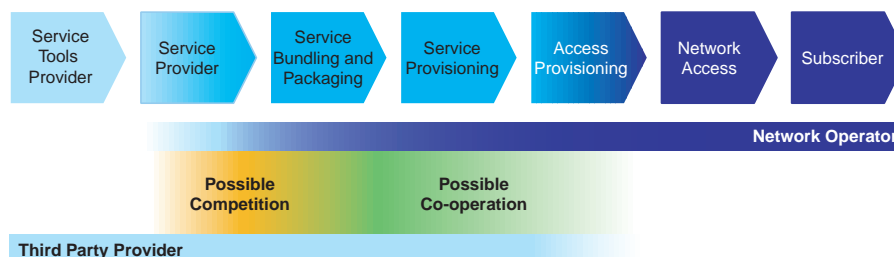 Service
Tools
Provider
Service
Provider
Service
Bundling and
Packaging
Service
Provisioning
Access
Provisioning
Network
Access
Subscriber
Network Operator
Possible
Competition
Possible
Co-operation
Third Party Provider